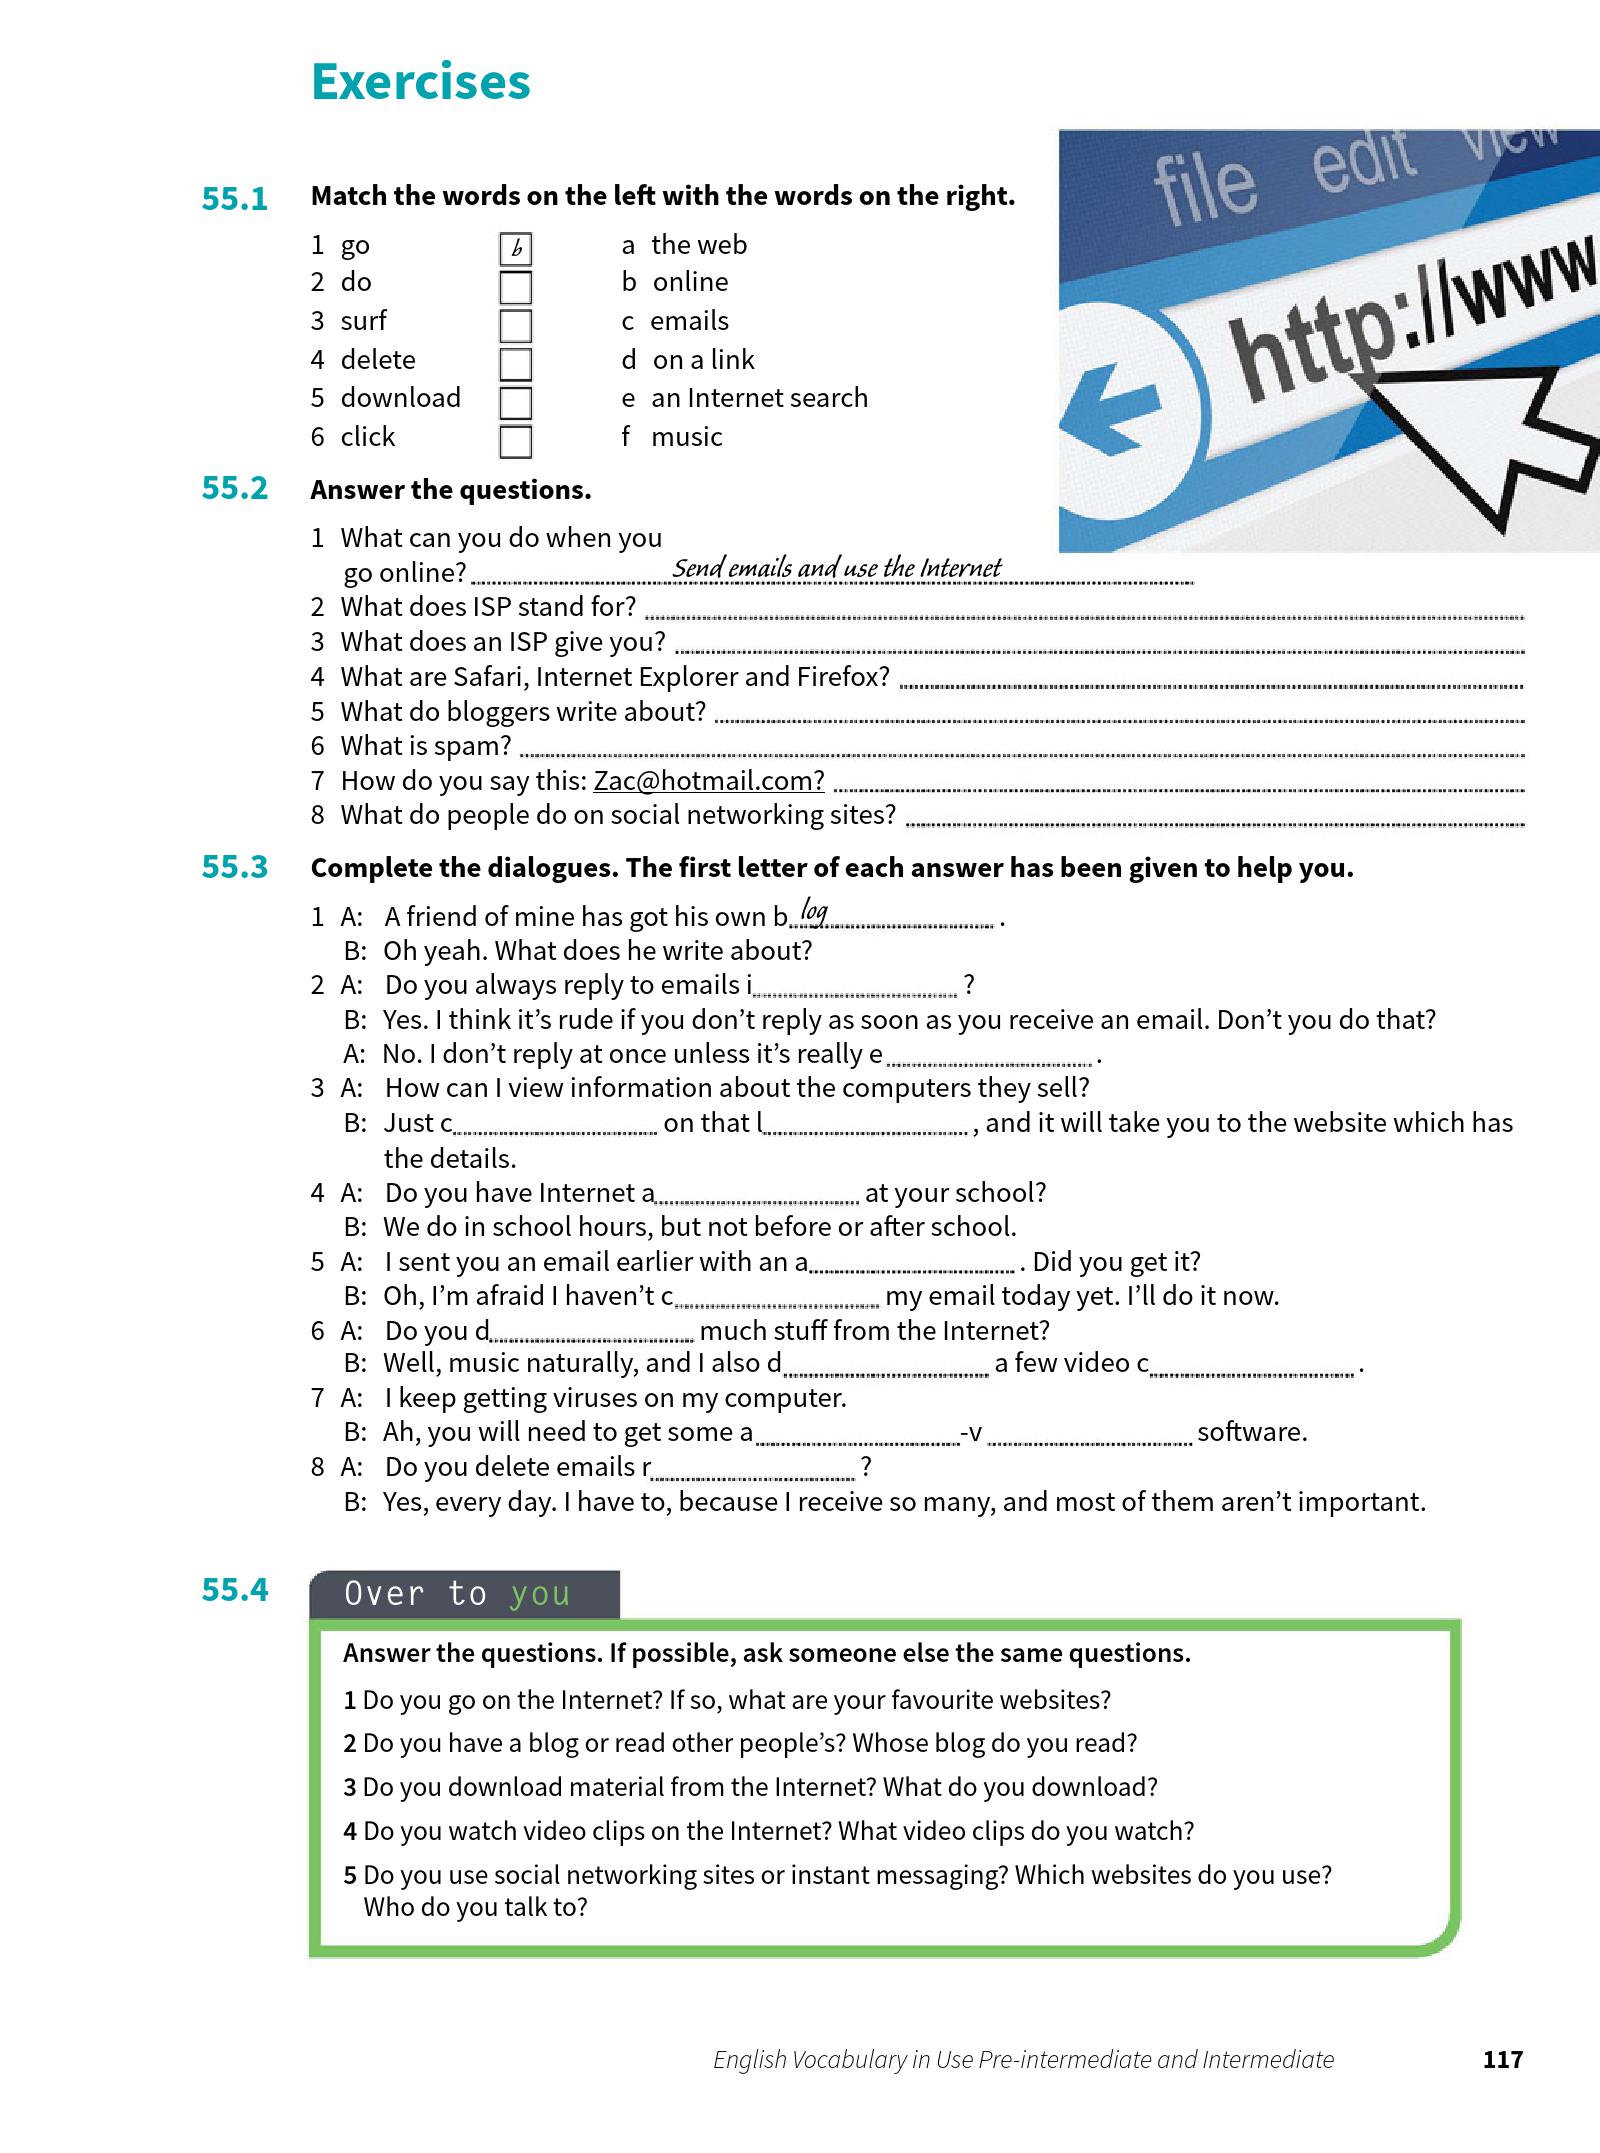 Exercises
file edit view
http://www
55.1 Match the words on the left with the words on the right.
1 go b a the web
2 do b online
3 surf c emails
4 delete d on a link
5 download e an Internet search
6 click f music
55.2 Answer the questions.
1 What can you do when you
go online? Send emails and use the Internet
2 What does ISP stand for?
3 What does an ISP give you?
4 What are Safari, Internet Explorer and Firefox?
5 What do bloggers write about?
6 What is spam?
7 How do you say this: Zac@hotmail.com?
8 What do people do on social networking sites?
55.3 Complete the dialogues. The first letter of each answer has been given to help you.
1 A: A friend of mine has got his own b log .
B: Oh yeah. What does he write about?
2 A: Do you always reply to emails i ?
B: Yes. I think it’s rude if you don’t reply as soon as you receive an email. Don’t you do that?
A: No. I don’t reply at once unless it’s really e .
3 A: How can I view information about the computers they sell?
B: Just c on that l , and it will take you to the website which has
the details.
4 A: Do you have Internet a at your school?
B: We do in school hours, but not before or after school.
5 A: I sent you an email earlier with an a . Did you get it?
B: Oh, I’m afraid I haven’t c my email today yet. I’ll do it now.
6 A: Do you d much stuff from the Internet?
B: Well, music naturally, and I also d a few video c .
7 A: I keep getting viruses on my computer.
B: Ah, you will need to get some a -v software.
8 A: Do you delete emails r ?
B: Yes, every day. I have to, because I receive so many, and most of them aren’t important.
55.4 Over to you
Answer the questions. If possible, ask someone else the same questions.
1 Do you go on the Internet? If so, what are your favourite websites?
2 Do you have a blog or read other people’s? Whose blog do you read?
3 Do you download material from the Internet? What do you download?
4 Do you watch video clips on the Internet? What video clips do you watch?
5 Do you use social networking sites or instant messaging? Which websites do you use?
Who do you talk to?
English Vocabulary in Use Pre-intermediate and Intermediate 117